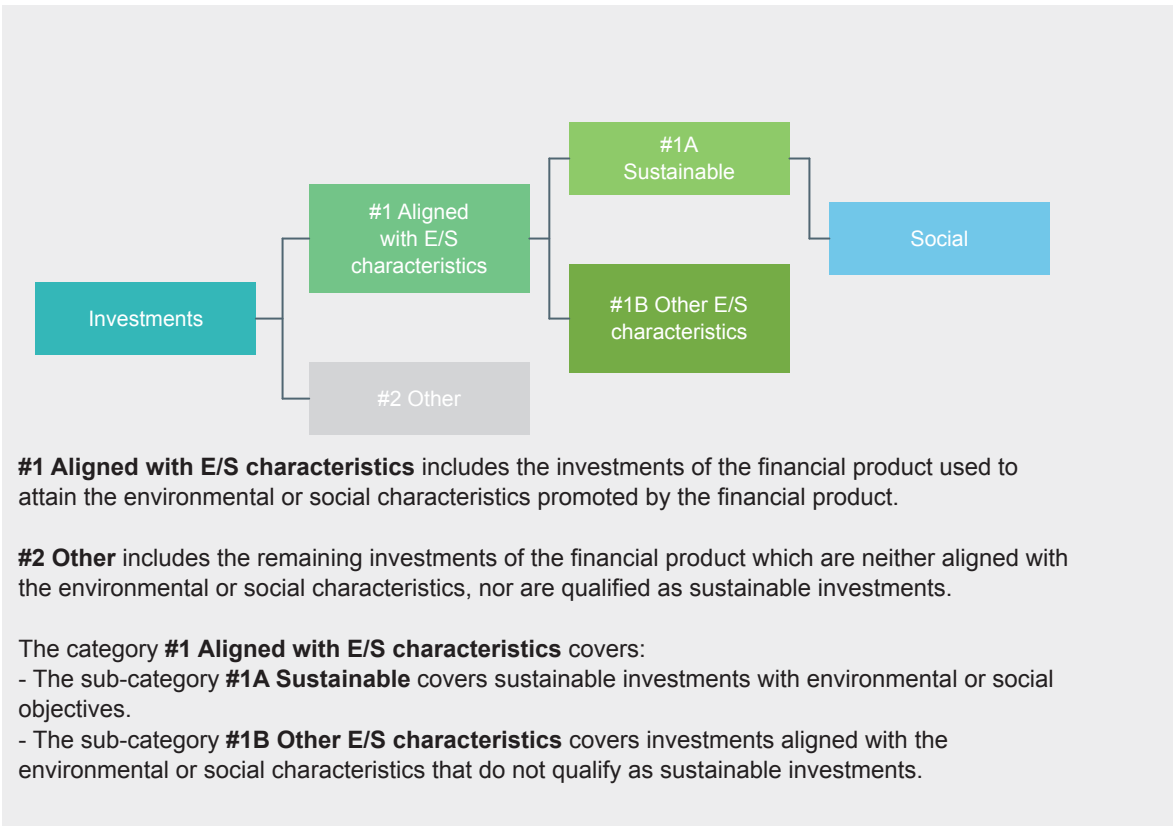 #1A
Sustainable
#1 Aligned
with E/S
characteristics
Social
Investments
#1B Other E/S
characteristics
#2 Other
#1 Aligned with E/S characteristics includes the investments of the financial product used to
attain the environmental or social characteristics promoted by the financial product.
#2 Other includes the remaining investments of the financial product which are neither aligned with
the environmental or social characteristics, nor are qualified as sustainable investments.
The category #1 Aligned with E/S characteristics covers:
- The sub-category #1A Sustainable covers sustainable investments with environmental or social
objectives.
- The sub-category #1B Other E/S characteristics covers investments aligned with the
environmental or social characteristics that do not qualify as sustainable investments.